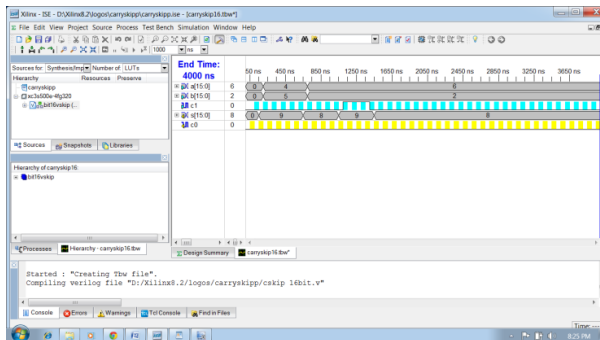 Xilinx - ISE - D:\Xilinx8.2\logos\carryskipp\carryskipp.ise - [carryskip16.tbw*]
File Edit View Project Source Process Test Bench Simulation Window Help
1000 ns
Sources for: Synthesis/Imp Number of: LUTs
Hierarchy Resources Preserve
carryskipp
xc3s500e-4fg320
bit16vskip (...
Sources Snapshots Libraries
Hierarchy of carryskip16:
bit16vskip
Processes Hierarchy - carryskip16.tbw
End Time:
4000 ns
50 ns 450 ns 850 ns 1250 ns 1650 ns 2050 ns 2450 ns 2850 ns 3250 ns 3650 ns
a[15:0] 6 0 4 6
b[15:0] 2 0 5 2
c1 0
s[15:0] 8 0 9 8 9 8
c0 0
Design Summary carryskip16.tbw*
Started : "Creating Tbw file".
Compiling verilog file "D:/Xilinx8.2/logos/carryskipp/cskip 16bit.v"
Console Errors Warnings Tcl Console Find in Files
Time: ---
8:25 PM